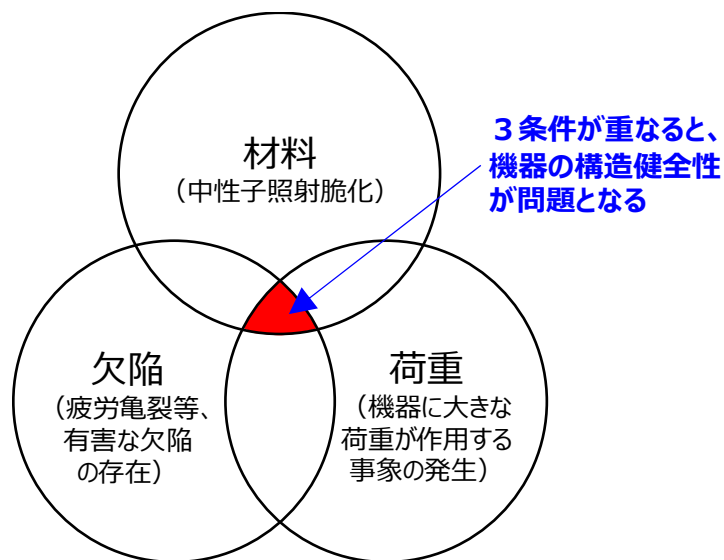 材料
（中性子照射脆化）
３条件が重なると、
機器の構造健全性
が問題となる
欠陥
（疲労亀裂等、
有害な欠陥
の存在）
荷重
（機器に大きな
荷重が作用する
事象の発生）